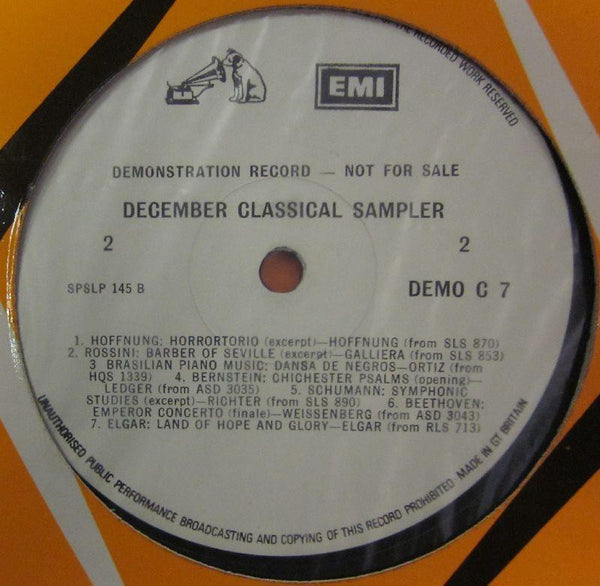 THE RECORDED WORK RESERVED
EMI
DEMONSTRATION RECORD — NOT FOR SALE
DECEMBER CLASSICAL SAMPLER
2 2
SPSLP 145 B DEMO C 7
1. HOFFNUNG: HORRORTORIO (excerpt)—HOFFNUNG (from SLS 870)
2. ROSSINI: BARBER OF SEVILLE (excerpt)—GALLIERA (from SLS 853)
3 BRASILIAN PIANO MUSIC: DANSA DE NEGROS—ORTIZ (from
HQS 1339) 4. BERNSTEIN: CHICHESTER PSALMS (opening)—
LEDGER (from ASD 3035) 5. SCHUMANN: SYMPHONIC
STUDIES (excerpt)—RICHTER (from SLS 890) 6. BEETHOVEN:
EMPEROR CONCERTO (finale)—WEISSENBERG (from ASD 3043)
7. ELGAR: LAND OF HOPE AND GLORY—ELGAR (from RLS 713)
UNAUTHORISED PUBLIC PERFORMANCE BROADCASTING AND COPYING OF THIS RECORD PROHIBITED MADE IN GT BRITAIN